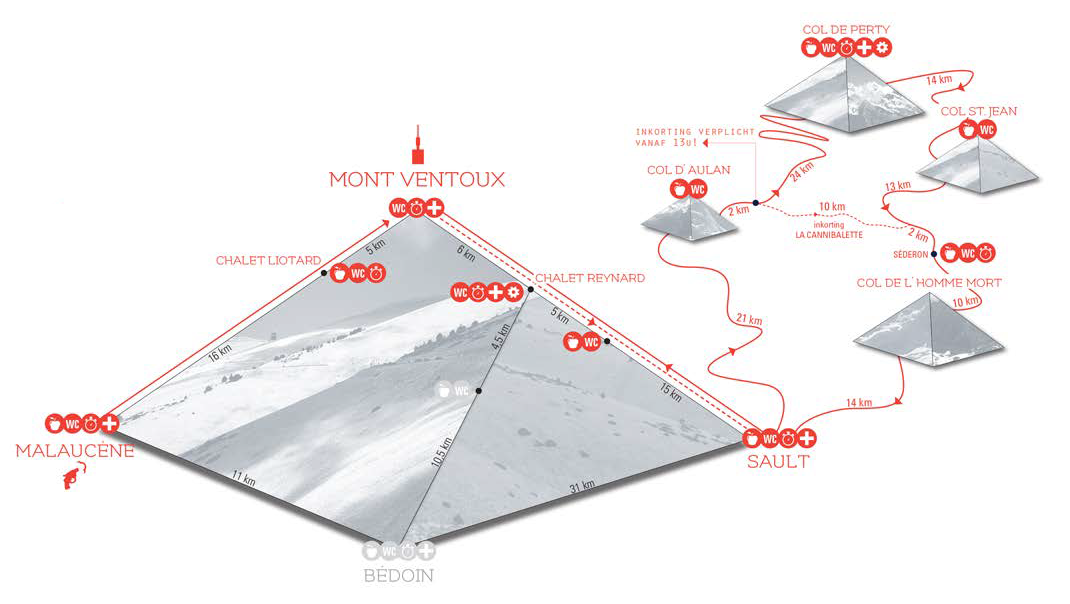 COL DE PERTY
WC
14 km
COL ST. JEAN
WC
INKORTING VERPLICHT
VANAF 13U!
24 km
COL D'AULAN
WC
2 km
13 km
10 km
inkorting
LA CANNIBALETTE
2 km
SÉDERON
WC
COL DE L'HOMME MORT
10 km
21 km
14 km
MONT VENTOUX
WC
5 km
6 km
CHALET LIOTARD
WC
CHALET REYNARD
WC
5 km
4,5 km
WC
16 km
WC
15 km
WC
MALAUCÈNE
10,5 km
WC
SAULT
11 km
31 km
WC
BÉDOIN